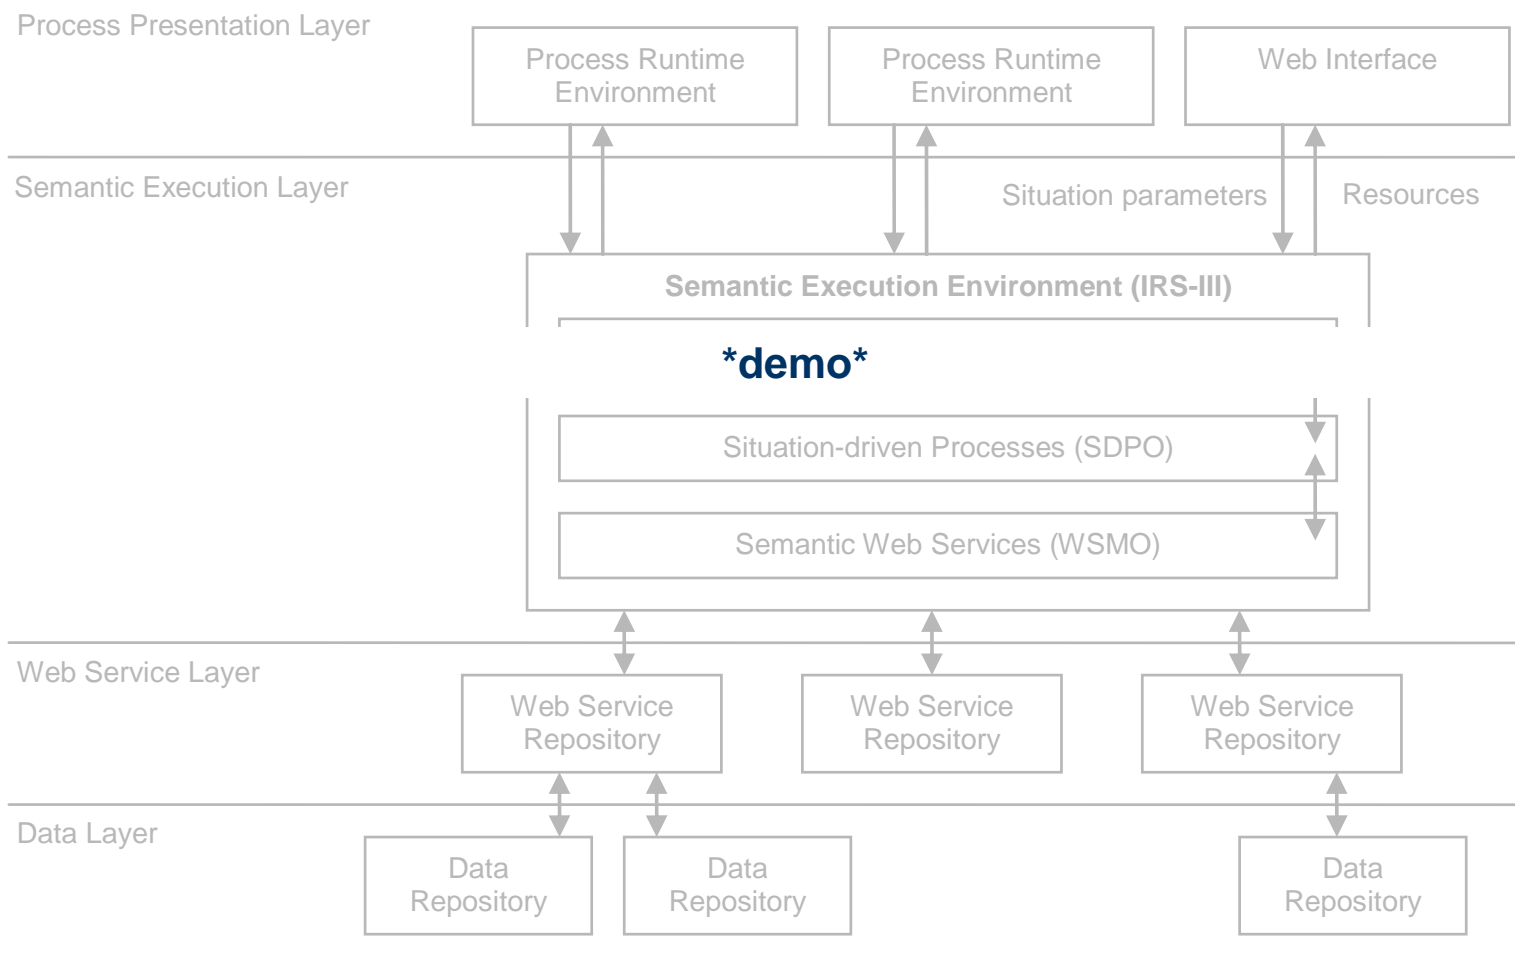 Process Presentation Layer
Process Runtime
Environment
Process Runtime
Environment
Web Interface
Semantic Execution Layer
Situation parameters
Resources
Semantic Execution Environment (IRS-III)
*demo*
Situation-driven Processes (SDPO)
Semantic Web Services (WSMO)
Web Service Layer
Web Service
Repository
Web Service
Repository
Web Service
Repository
Data Layer
Data
Repository
Data
Repository
Data
Repository